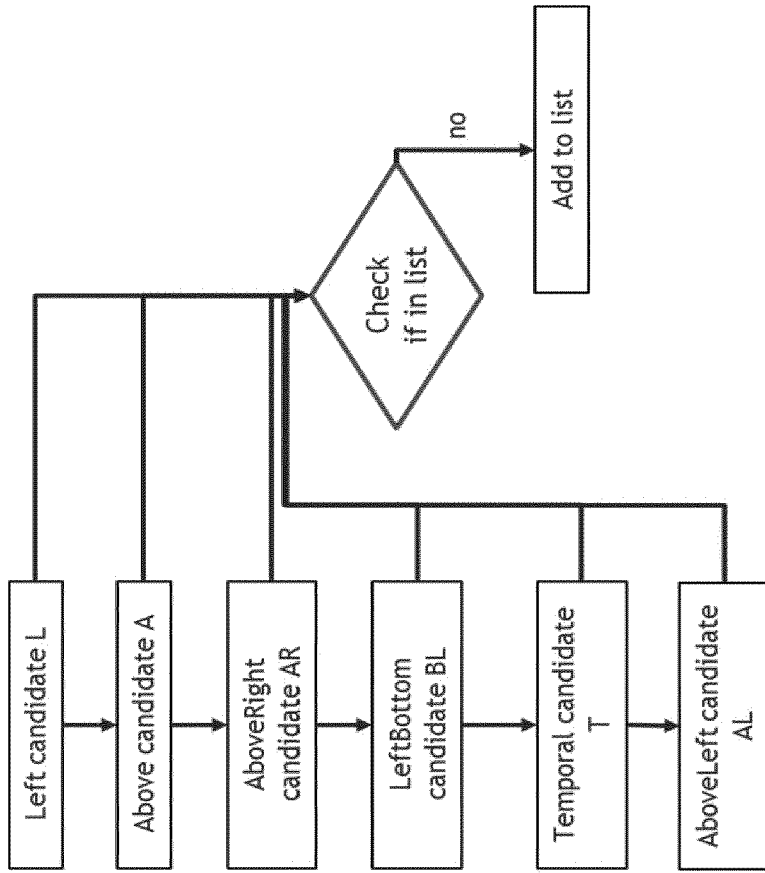 Left candidate L
Above candidate A
AboveRight
candidate AR
LeftBottom
candidate BL
Temporal candidate
T
AboveLeft candidate
AL
Check
if in list
no
Add to list